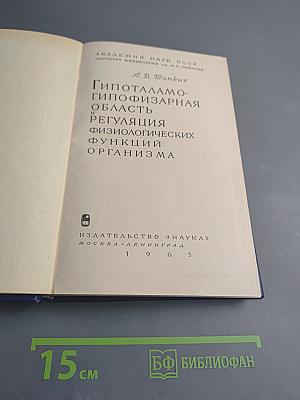 АКАДЕМИЯ НАУК СССР
ИНСТИТУТ ФИЗИОЛОГИИ им. И. П. ПАВЛОВА
А. В. Тонких
ГИПОТАЛАМО-
ГИПОФИЗАРНАЯ
ОБЛАСТЬ
И
РЕГУЛЯЦИЯ
ФИЗИОЛОГИЧЕСКИХ
ФУНКЦИЙ
ОРГАНИЗМА
ИЗДАТЕЛЬСТВО «НАУКА»
МОСКВА • ЛЕНИНГРАД
1965
15 см
БФ БИБЛИОФАН